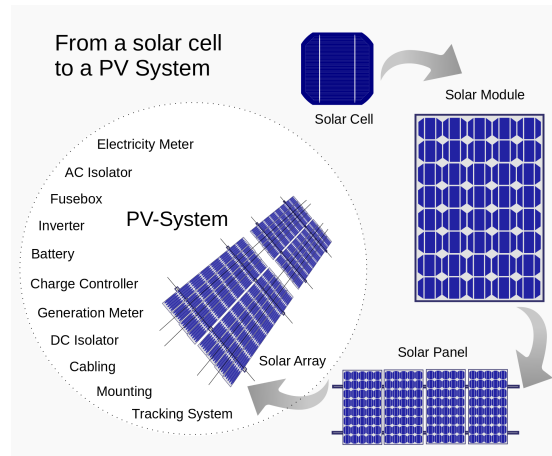 From a solar cell
to a PV System
Solar Cell
Solar Module
Electricity Meter
AC Isolator
Fusebox
Inverter
PV-System
Battery
Charge Controller
Generation Meter
DC Isolator
Cabling
Mounting
Tracking System
Solar Array
Solar Panel